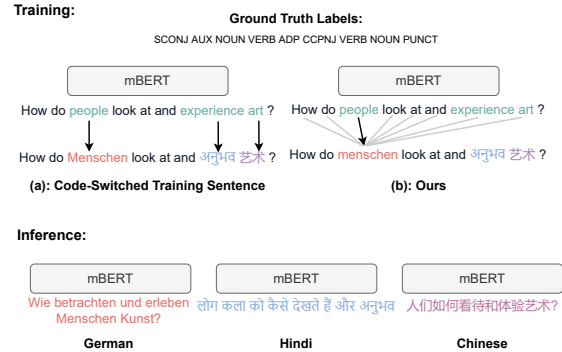 Training:
Ground Truth Labels:
SCONJ AUX NOUN VERB ADP CCPNJ VERB NOUN PUNCT
mBERT
How do people look at and experience art ?
How do Menschen look at and अनुभव 艺术 ?
(a): Code-Switched Training Sentence
mBERT
How do people look at and experience art ?
How do menschen look at and अनुभव 艺术 ?
(b): Ours
Inference:
mBERT
Wie betrachten und erleben
Menschen Kunst?
German
mBERT
लोग कला को कैसे देखते हैं और अनुभव
Hindi
mBERT
人们如何看待和体验艺术?
Chinese